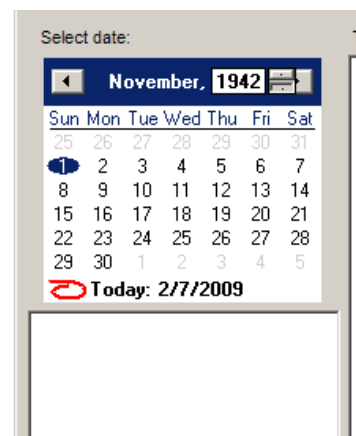 Select date:
November, 1942
Sun Mon Tue Wed Thu Fri Sat
25 26 27 28 29 30 31
1 2 3 4 5 6 7
8 9 10 11 12 13 14
15 16 17 18 19 20 21
22 23 24 25 26 27 28
29 30 1 2 3 4 5
Today: 2/7/2009